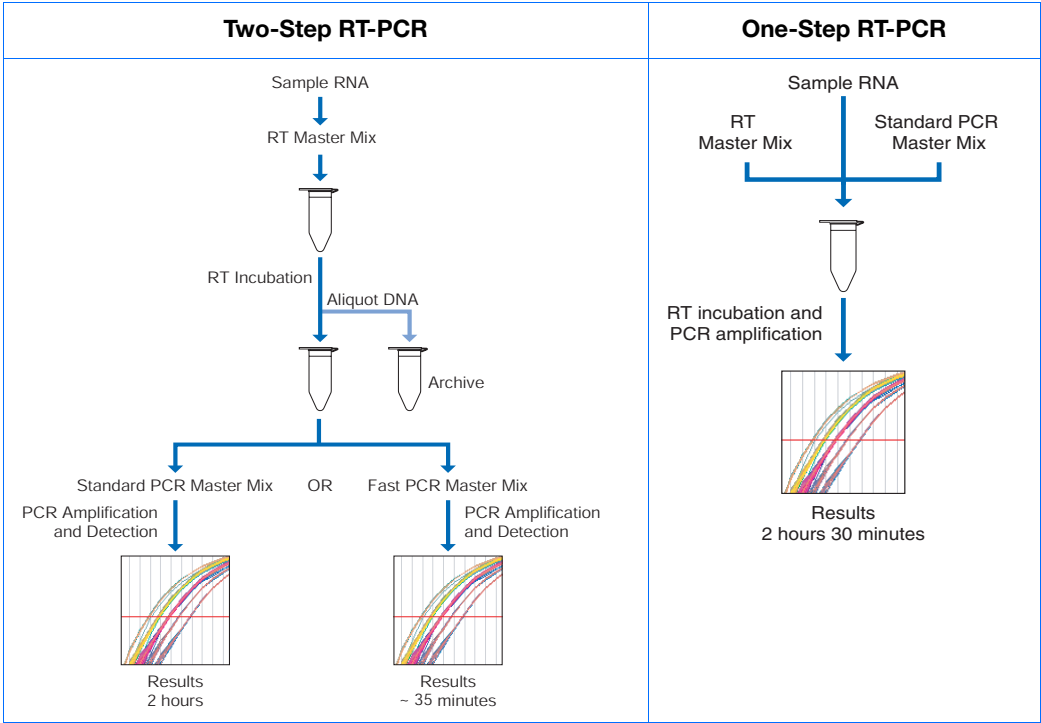 Two-Step RT-PCR
Sample RNA
RT Master Mix
RT Incubation
Aliquot DNA
Archive
Standard PCR Master Mix
OR
Fast PCR Master Mix
PCR Amplification
and Detection
PCR Amplification
and Detection
Results
2 hours
Results
~ 35 minutes
One-Step RT-PCR
Sample RNA
RT
Master Mix
Standard PCR
Master Mix
RT incubation and
PCR amplification
Results
2 hours 30 minutes